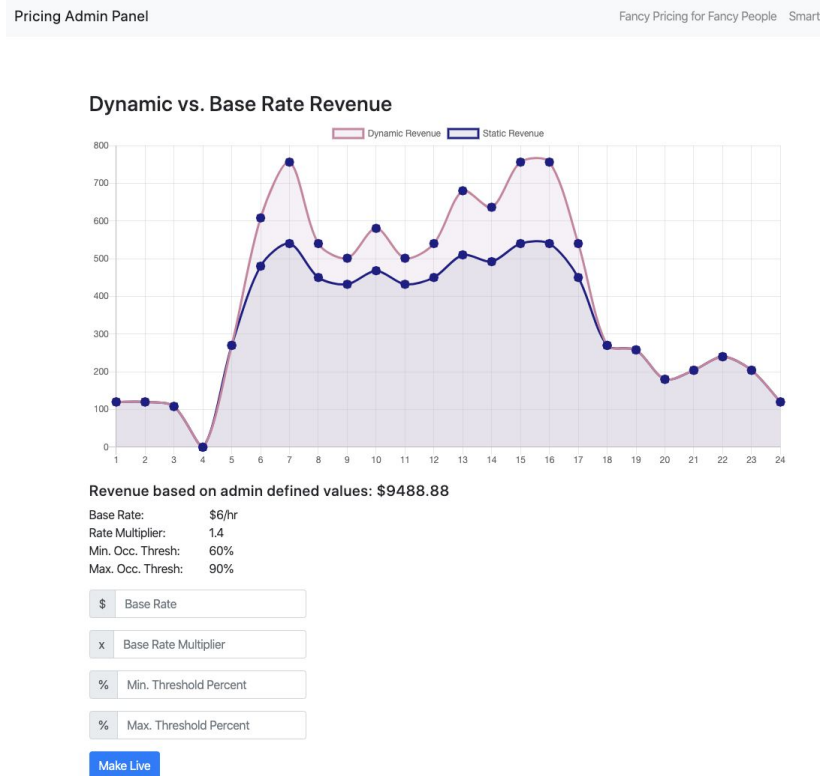 Pricing Admin Panel
Fancy Pricing for Fancy People Smart
Dynamic vs. Base Rate Revenue
Dynamic Revenue Static Revenue
800
700
600
500
400
300
200
100
0
1 2 3 4 5 6 7 8 9 10 11 12 13 14 15 16 17 18 19 20 21 22 23 24
Revenue based on admin defined values: $9488.88
Base Rate: $6/hr
Rate Multiplier: 1.4
Min. Occ. Thresh: 60%
Max. Occ. Thresh: 90%
$ Base Rate
x Base Rate Multiplier
% Min. Threshold Percent
% Max. Threshold Percent
Make Live